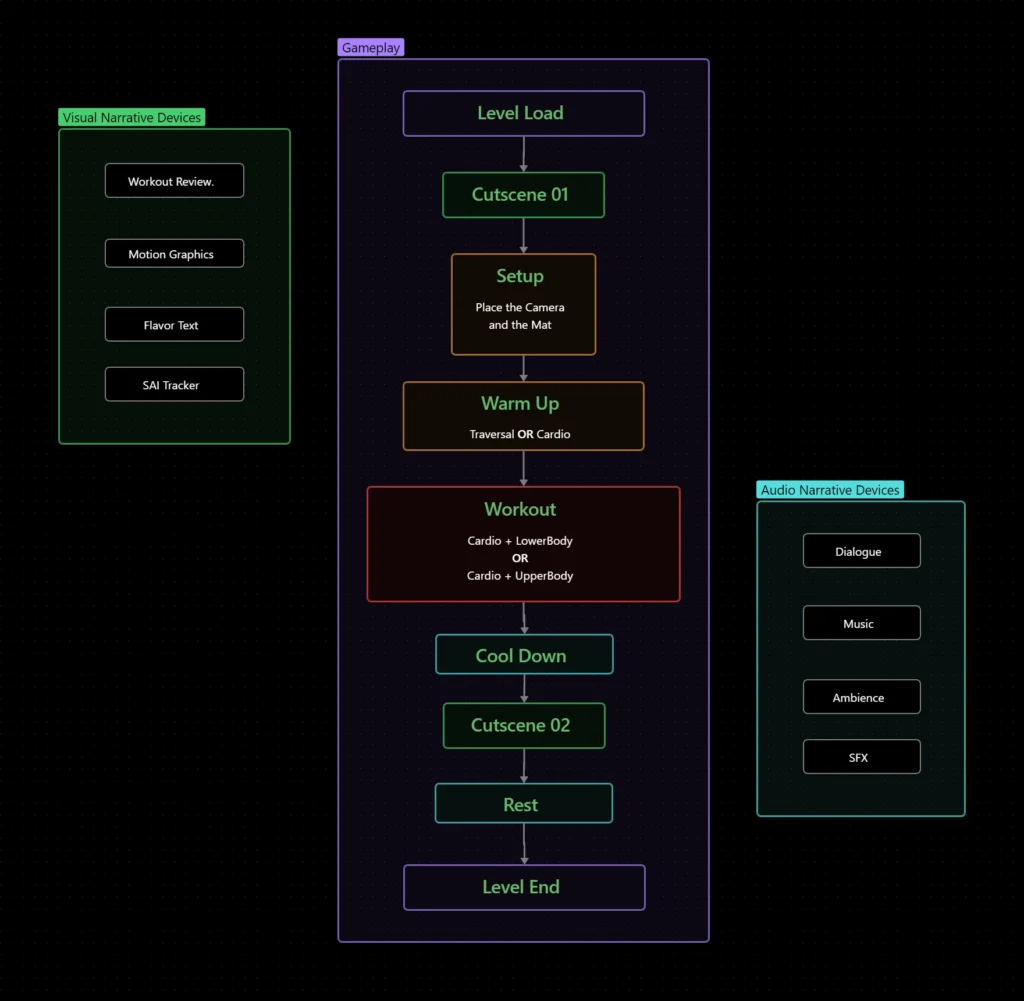 Gameplay
Level Load
Cutscene 01
Setup
Place the Camera
and the Mat
Warm Up
Traversal OR Cardio
Workout
Cardio + LowerBody
OR
Cardio + UpperBody
Cool Down
Cutscene 02
Rest
Level End
Visual Narrative Devices
Workout Review.
Motion Graphics
Flavor Text
SAI Tracker
Audio Narrative Devices
Dialogue
Music
Ambience
SFX